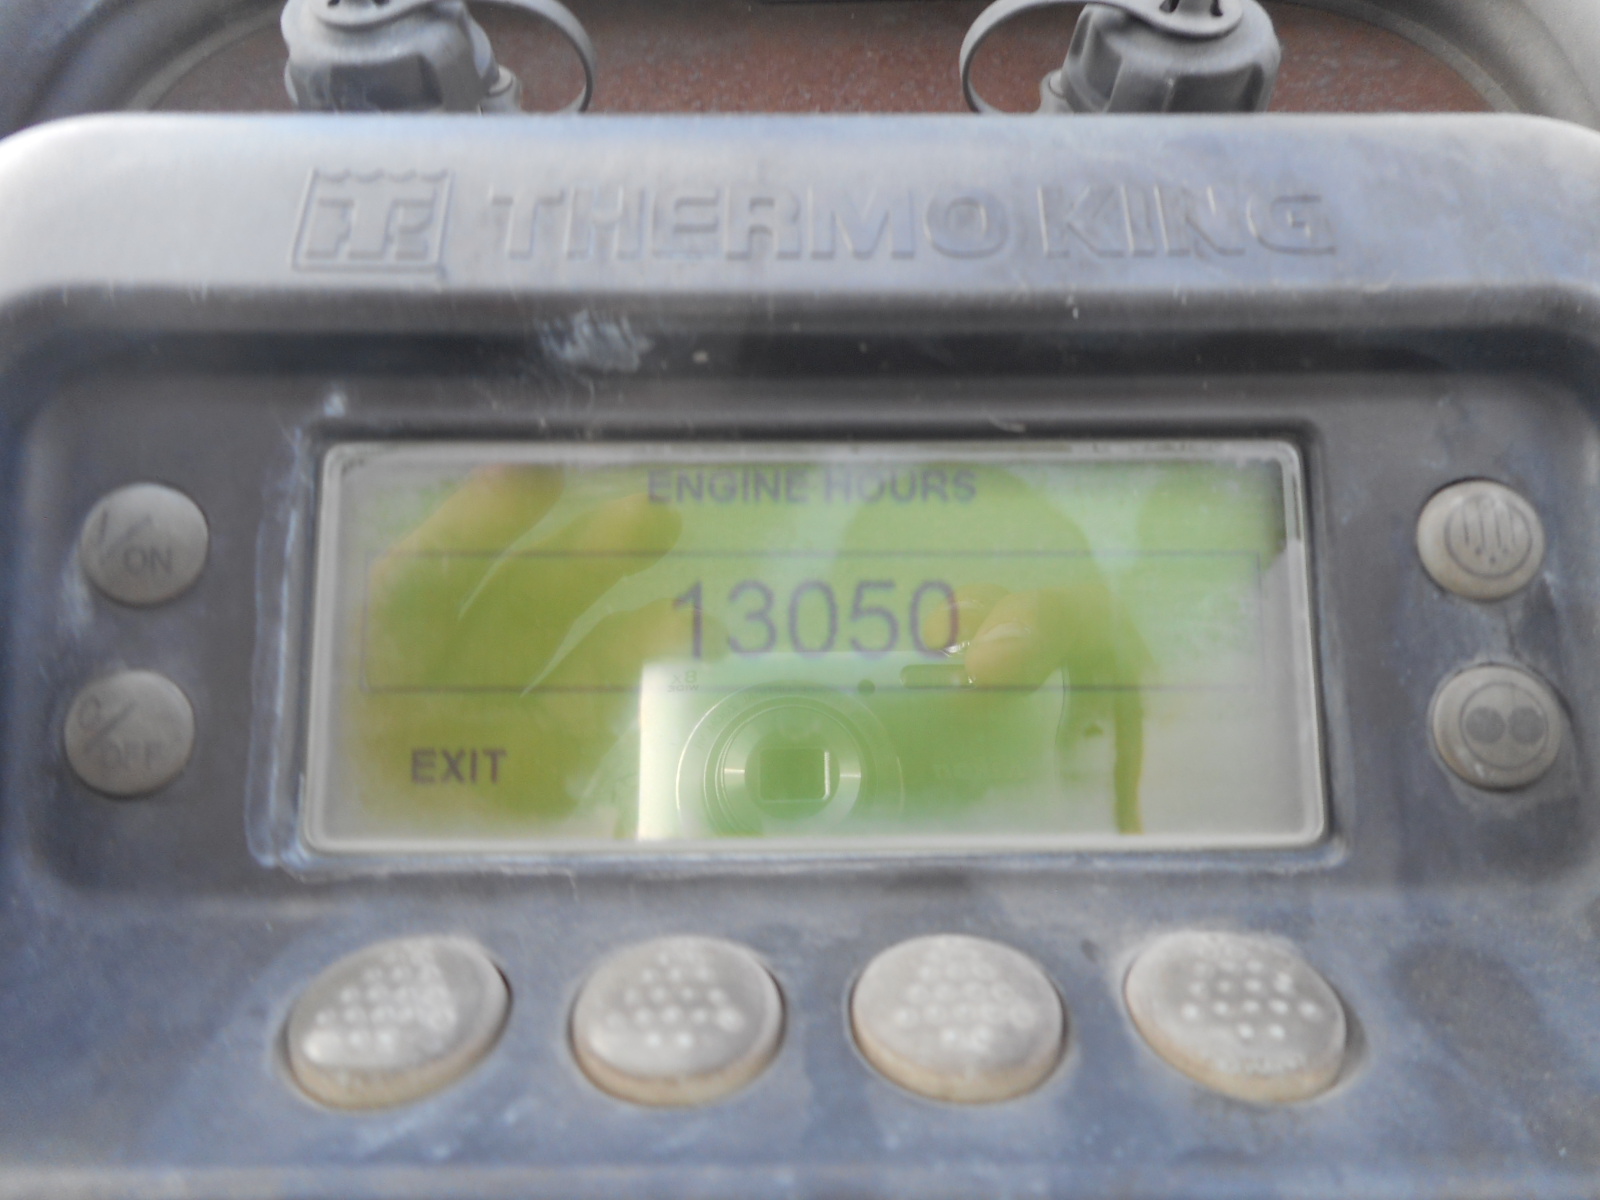 THERMO KING
ENGINE HOURS
13050
EXIT
ON
OFF